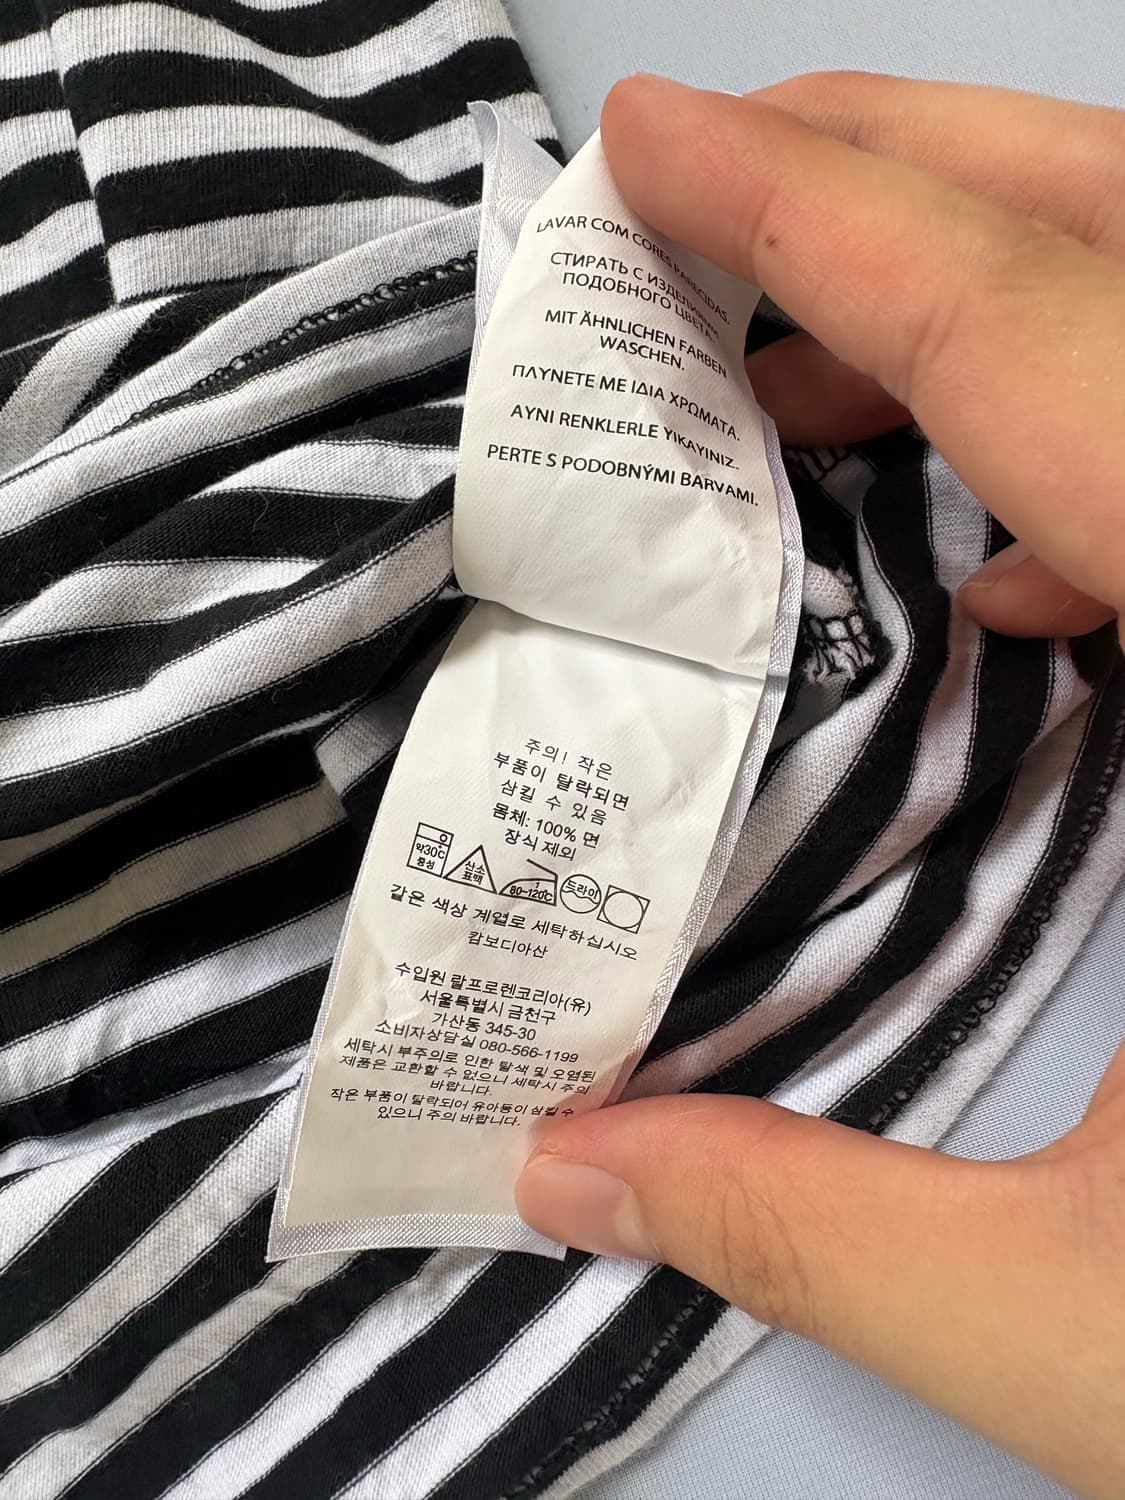 LAVAR COM CORES PARECIDAS.
СТИРАТЬ С ИЗДЕЛИЯМИ
ПОДОБНОГО ЦВЕТА.
MIT ÄHNLICHEN FARBEN
WASCHEN.
ΠΛΥΝΕΤΕ ΜΕ ΙΔΙΑ ΧΡΩΜΑΤΑ.
AYNI RENKLERLE YIKAYINIZ.
PERTE S PODOBNÝMI BARVAMI.
주의! 작은
부품이 탈락되면
삼킬 수 있음
몸체: 100% 면
장식 제외
약30℃
중성
산소
표백
1
80~120℃
드라이
같은 색상 계열로 세탁하십시오
캄보디아산
수입원 랄프로렌코리아(유)
서울특별시 금천구
가산동 345-30
소비자상담실 080-566-1199
세탁시 부주의로 인한 탈색 및 오염된
제품은 교환할 수 없으니 세탁시 주의
바랍니다.
작은 부품이 탈락되어 유아등이 삼킬 수
있으니 주의 바랍니다.